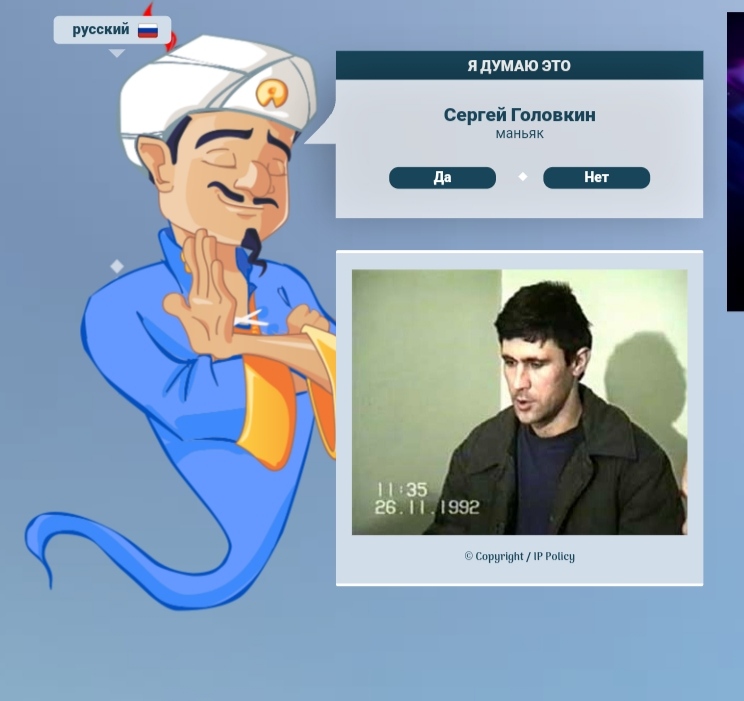 русский
Я ДУМАЮ ЭТО
Сергей Головкин
маньяк
Да
Нет
11:35
26.11.1992
© Copyright / IP Policy